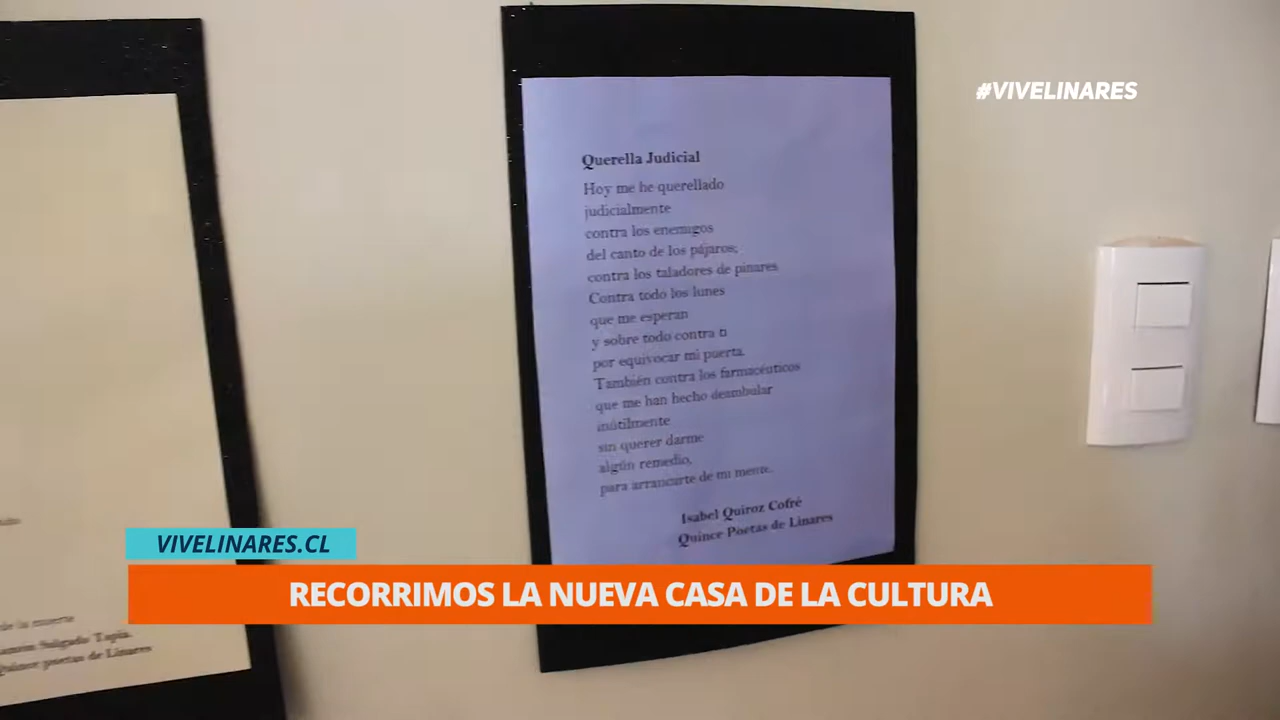 #VIVELINARES
Querella Judicial
Hoy me he querellado
judicialmente
contra los enemigos
del canto de los pájaros;
contra los taladores de pinares
Contra todo los lunes
que me esperan
y sobre todo contra ti
por equivocar mi puerta.
También contra los farmacéuticos
que me han hecho deambular
inútilmente
sin querer darme
algún remedio,
para arrancarte de mi mente.
Isabel Quiroz Cofré
Quince Poetas de Linares
de la muerte
Salgado Tapia.
Quince poetas de Linares
VIVELINARES.CL
RECORRIMOS LA NUEVA CASA DE LA CULTURA